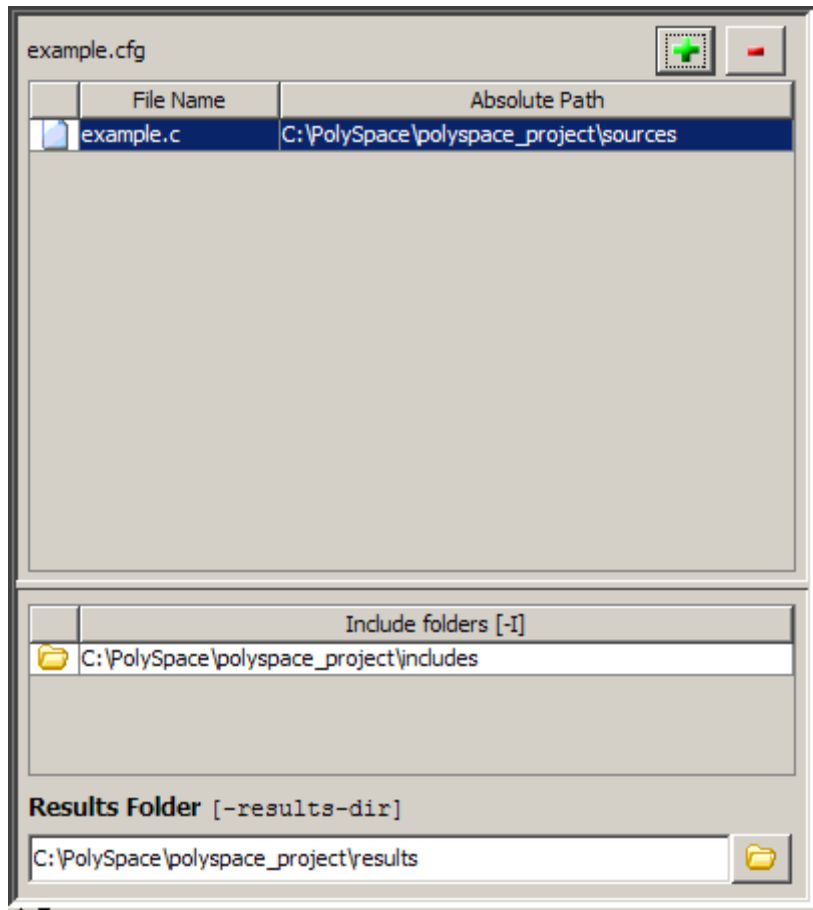 example.cfg
File Name Absolute Path
example.c C:\PolySpace\polyspace_project\sources
Include folders [-I]
C:\PolySpace\polyspace_project\includes
Results Folder [-results-dir]
C:\PolySpace\polyspace_project\results